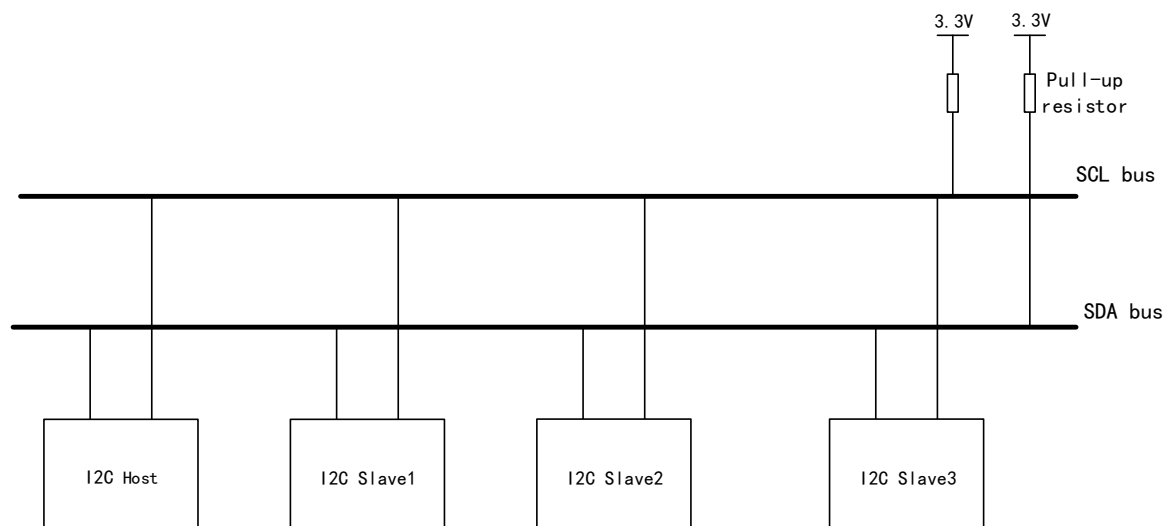 3.3V
3.3V
Pull-up
resistor
SCL bus
SDA bus
I2C Host
I2C Slave1
I2C Slave2
I2C Slave3